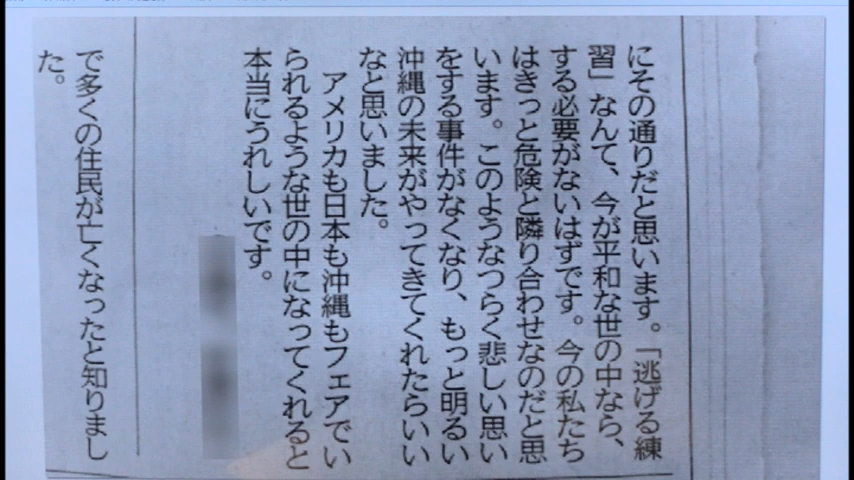 にその通りだと思います。「逃げる練
習」なんて、今が平和な世の中なら、
する必要がないはずです。今の私たち
はきっと危険と隣り合わせなのだと思
います。このようなつらく悲しい思い
をする事件がなくなり、もっと明るい
沖縄の未来がやってきてくれたらいい
なと思いました。
アメリカも日本も沖縄もフェアでい
られるような世の中になってくれると
本当にうれしいです。
で多くの住民が亡くなったと知りまし
た。